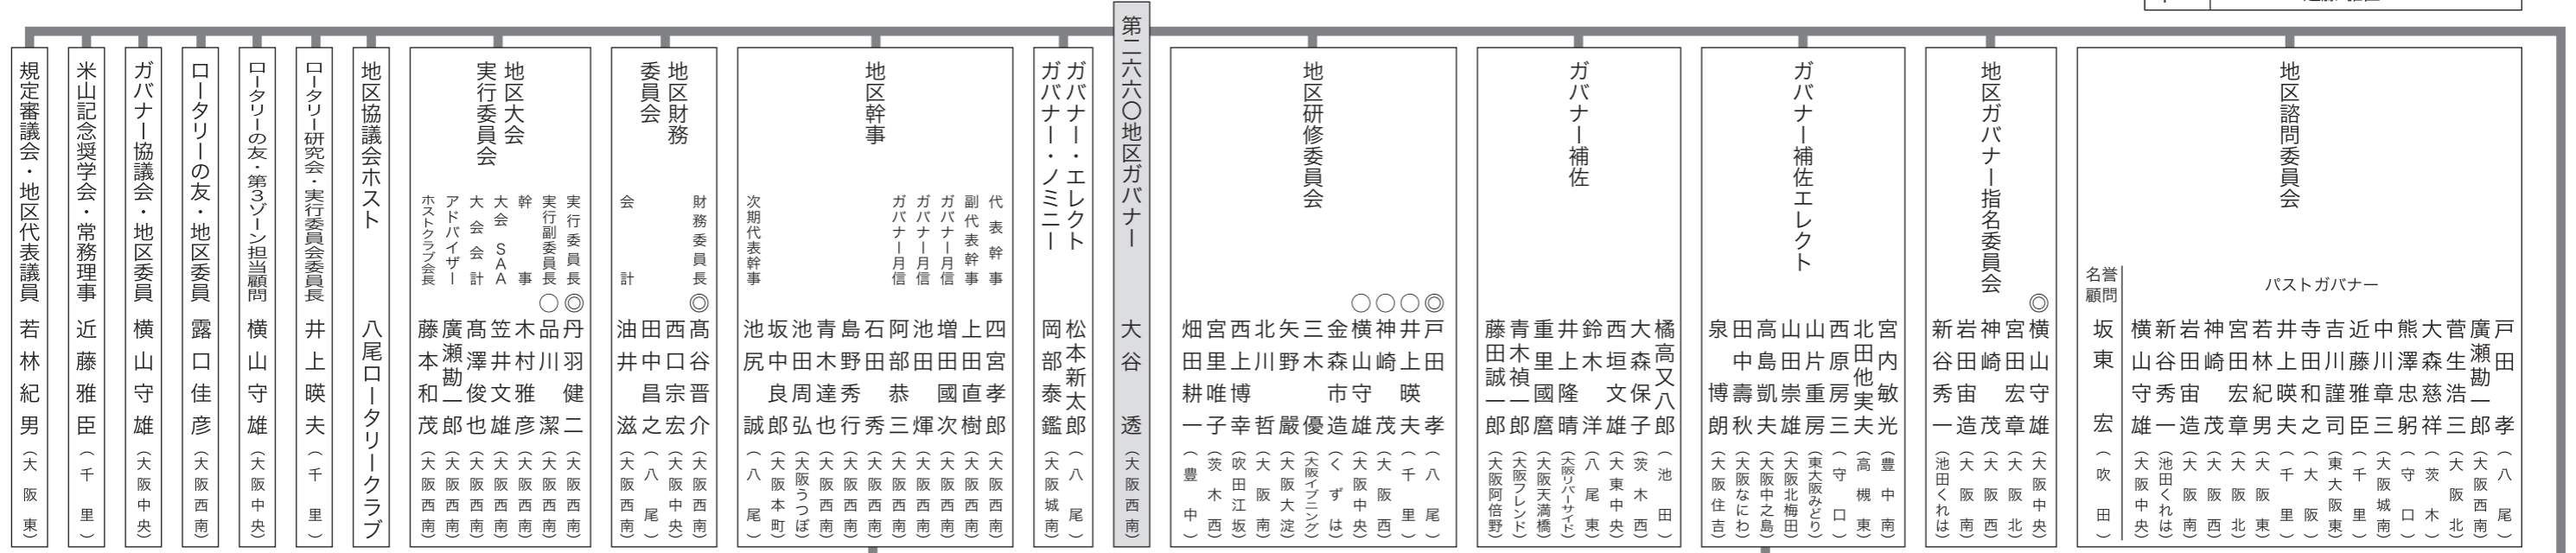 地区諮問委員会
パストガバナー
戸田　孝（八尾）
廣瀬勘一郎（大阪西南）
菅生浩三（大阪北）
大森慈祥（茨木）
熊澤忠躬（守口）
中川章三（大阪城南）
近藤雅臣（千里）
吉川謹司（東大阪東）
寺田和之（大阪）
井上暎夫（千里）
若林紀男（大阪東）
宮田宏章（大阪北）
神崎　茂（大阪西）
岩田宙造（大阪南）
新谷秀一（池田くれは）
横山守雄（大阪中央）
名誉顧問　坂東　宏（吹田）
地区ガバナー指名委員会
◎横山守雄（大阪中央）
宮田宏章（大阪北）
神崎　茂（大阪西）
岩田宙造（大阪南）
新谷秀一（池田くれは）
ガバナー補佐エレクト
宮内敏光（豊中南）
北田他実夫（高槻東）
西原房三（守口）
山片重房（東大阪みどり）
山田崇雄（大阪北梅田）
高島凱夫（大阪中之島）
田中壽秋（大阪なにわ）
泉　博朗（大阪住吉）
ガバナー補佐
橘高又八郎（池田）
大森保子（茨木西）
西垣文雄（大東中央）
鈴木　洋（八尾東）
井上隆晴（大阪リバーサイド）
重里國麿（大阪天満橋）
青木禎一郎（大阪フレンド）
藤田誠一郎（大阪阿倍野）
地区研修委員会
◎戸田　孝（八尾）
○井上暎夫（千里）
○神崎　茂（大阪西）
○横山守雄（大阪中央）
金森市造（くずは）
三木　優（大阪イブニング）
矢野　嚴（大阪大淀）
北川　哲（大阪南）
西上博幸（吹田江坂）
宮里唯子（茨木西）
畑田耕一（豊中）
第二六六〇地区ガバナー　大谷　透（大阪西南）
ガバナー・エレクト　松本新太郎（八尾）
ガバナー・ノミニー　岡部泰鑑（大阪城南）
地区幹事
代表幹事　四宮孝郎（大阪西南）
副代表幹事　上田直樹（大阪西南）
ガバナー月信　増田國次（大阪西南）
ガバナー月信　池田　輝（大阪西南）
ガバナー月信　阿部恭三（大阪西南）
石田　秀（大阪西南）
島野秀行（大阪西南）
青木達也（大阪西南）
池田周弘（大阪うつぼ）
坂中良郎（大阪本町）
次期代表幹事　池尻　誠（八尾）
地区財務委員会
財務委員長　◎髙谷晋介（大阪西南）
西口宗宏（大阪中央）
田中昌之（八尾）
会計　油井　滋（大阪西南）
地区大会実行委員会
実行委員長　◎丹羽健二（大阪西南）
実行副委員長　○品川　潔（大阪西南）
幹事　木村雅彦（大阪西南）
大会ＳＡＡ　笠井文雄（大阪西南）
大会会計　髙澤俊也（大阪西南）
アドバイザー　廣瀬勘一郎（大阪西南）
ホストクラブ会長　藤本和茂（大阪西南）
地区協議会ホスト　八尾ロータリークラブ
ロータリー研究会・実行委員会委員長　井上暎夫（千里）
ロータリーの友・第３ゾーン担当顧問　横山守雄（大阪中央）
ロータリーの友・地区委員　露口佳彦（大阪西南）
ガバナー協議会・地区委員　横山守雄（大阪中央）
米山記念奨学会・常務理事　近藤雅臣（千里）
規定審議会・地区代表議員　若林紀男（大阪東）